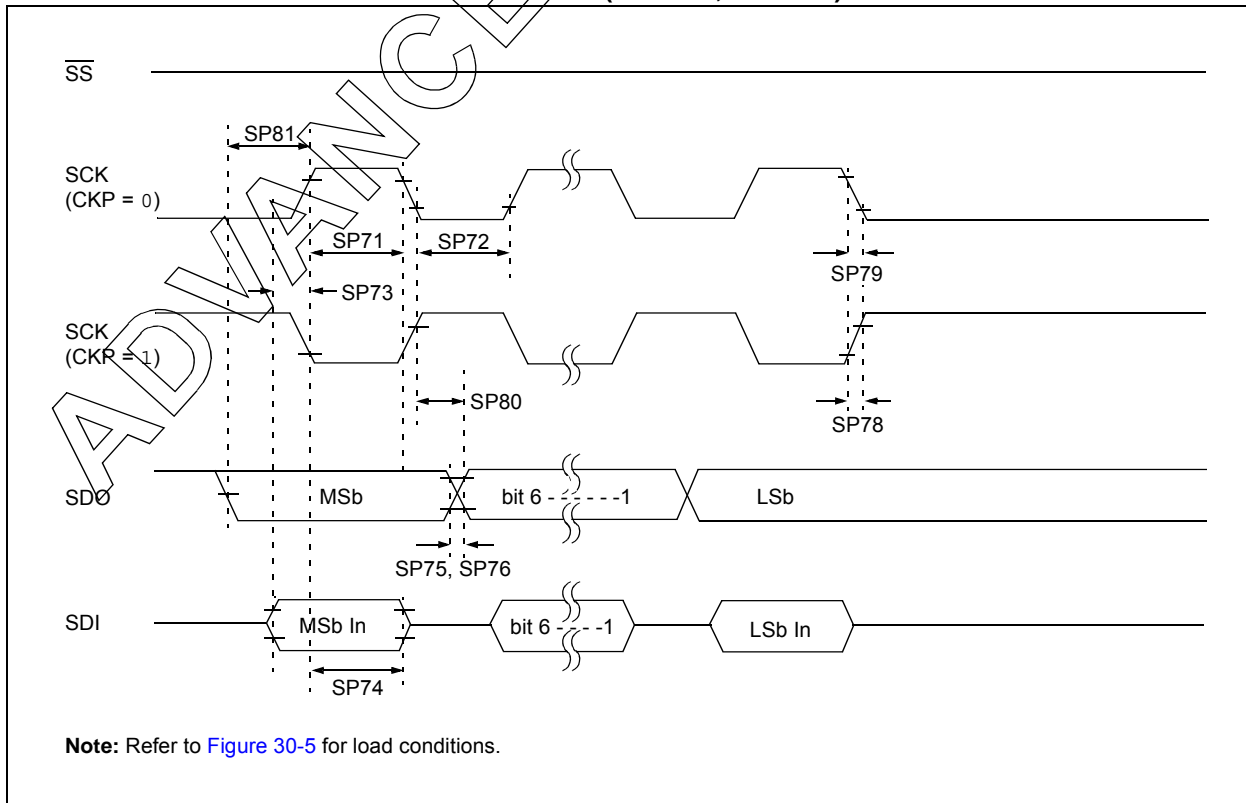 SS
SP81
SCK
(CKP = 0)
SP71
SP72
SP79
SP73
SCK
(CKP = 1)
SP80
SP78
SDO
MSb
bit 6 - - - - - - -1
LSb
SP75, SP76
SDI
MSb In
bit 6 - - - - -1
LSb In
SP74
Note: Refer to Figure 30-5 for load conditions.